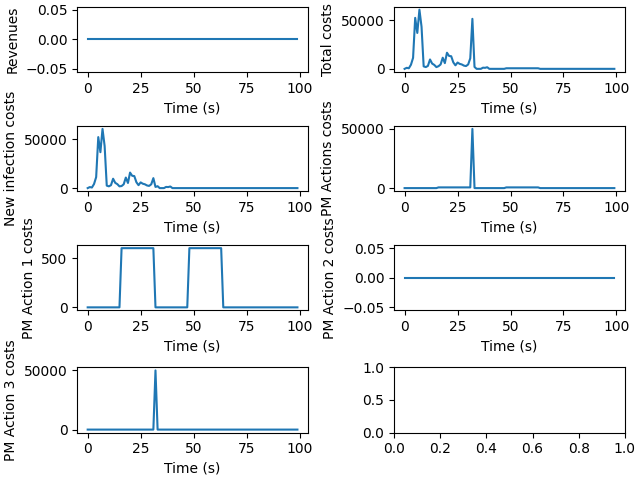 Revenues
0.05
0.00
−0.05
0 25 50 75 100
Time (s)
Total costs
50000
0
0 25 50 75 100
Time (s)
New infection costs
50000
0
0 25 50 75 100
Time (s)
PM Actions costs
50000
0
0 25 50 75 100
Time (s)
PM Action 1 costs
500
0
0 25 50 75 100
Time (s)
PM Action 2 costs
0.05
0.00
−0.05
0 25 50 75 100
Time (s)
PM Action 3 costs
50000
0
0 25 50 75 100
Time (s)
1.0
0.5
0.0
0.0 0.2 0.4 0.6 0.8 1.0